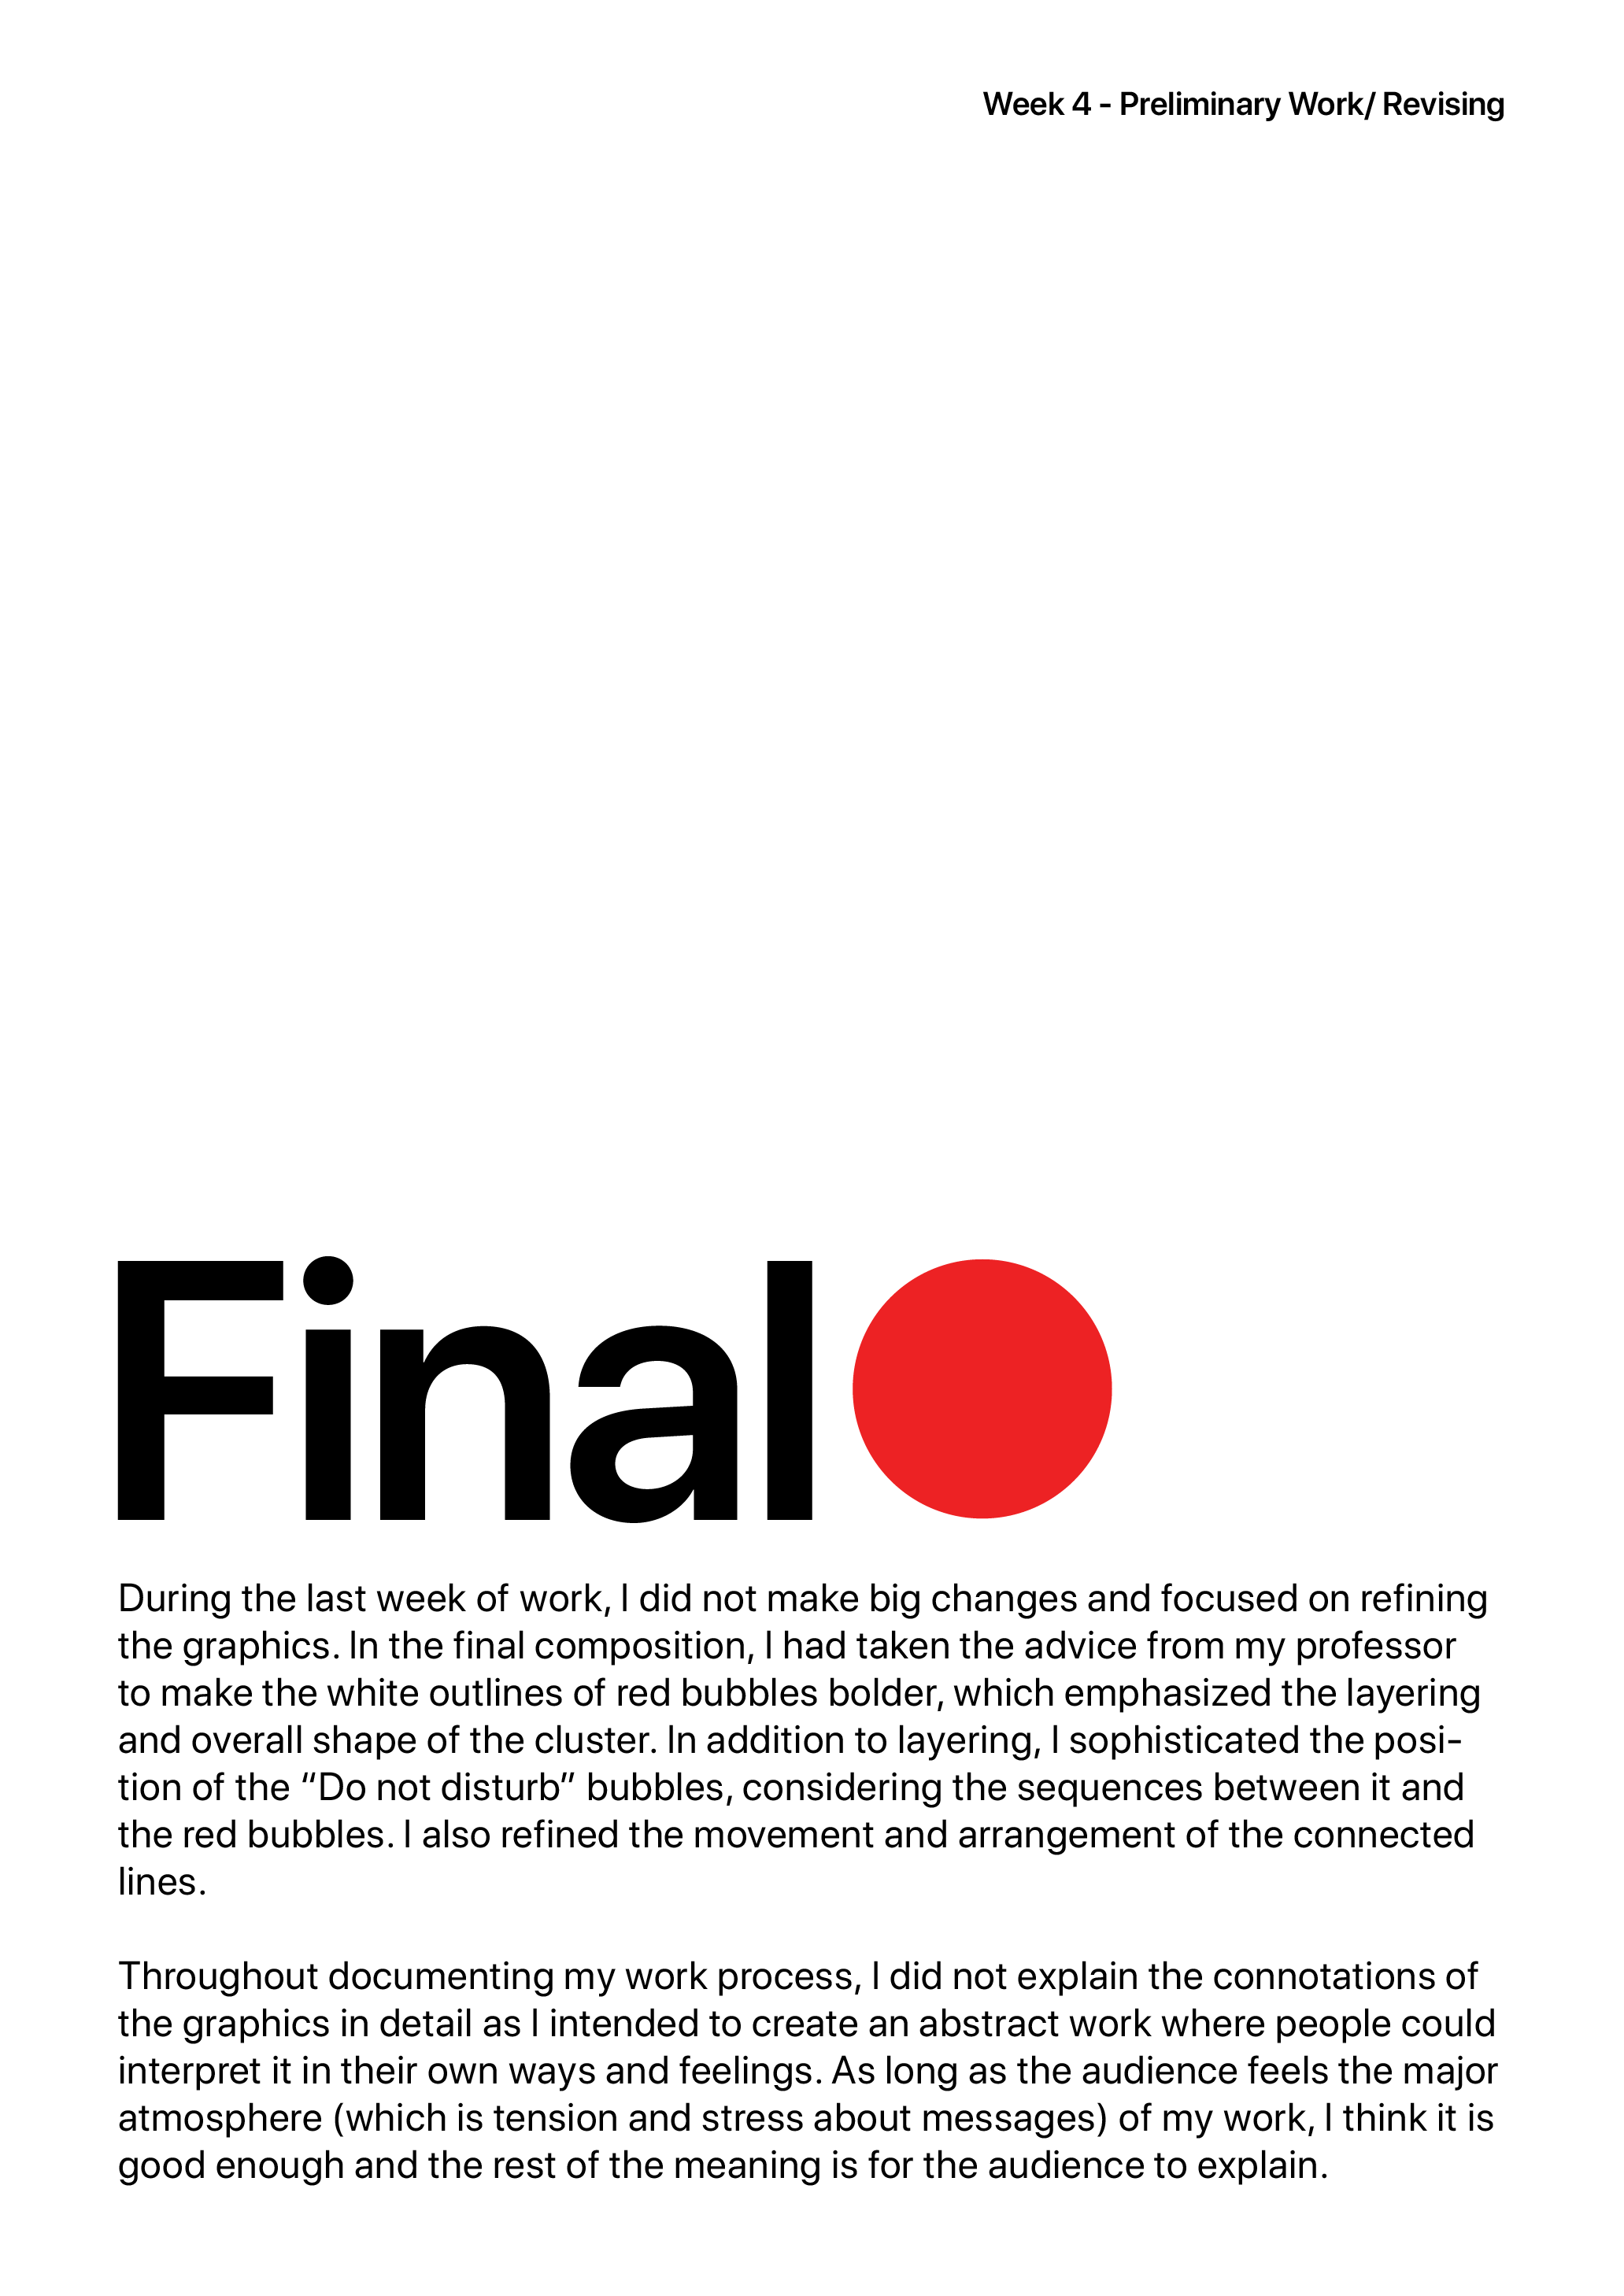 Week 4 - Preliminary Work/ Revising
Final
During the last week of work, I did not make big changes and focused on refining
the graphics. In the final composition, I had taken the advice from my professor
to make the white outlines of red bubbles bolder, which emphasized the layering
and overall shape of the cluster. In addition to layering, I sophisticated the posi-
tion of the “Do not disturb” bubbles, considering the sequences between it and
the red bubbles. I also refined the movement and arrangement of the connected
lines.
Throughout documenting my work process, I did not explain the connotations of
the graphics in detail as I intended to create an abstract work where people could
interpret it in their own ways and feelings. As long as the audience feels the major
atmosphere (which is tension and stress about messages) of my work, I think it is
good enough and the rest of the meaning is for the audience to explain.